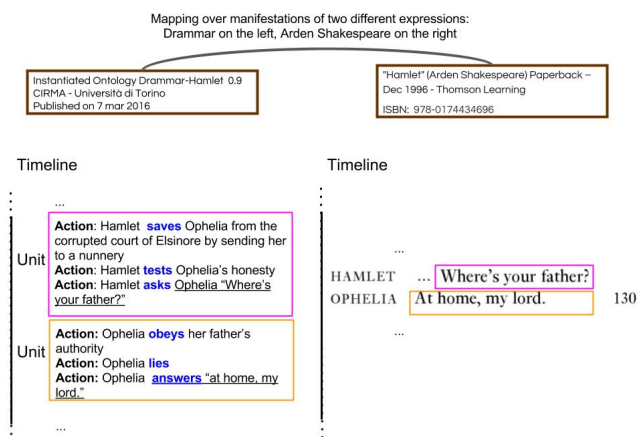 Mapping over manifestations of two different expressions:
Drammar on the left, Arden Shakespeare on the right
Instantiated Ontology Drammar-Hamlet 0.9
CIRMA - Università di Torino
Published on 7 mar 2016
"Hamlet" (Arden Shakespeare) Paperback –
Dec 1996 - Thomson Learning
ISBN: 978-0174434696
Timeline
...
Unit
Action: Hamlet saves Ophelia from the
corrupted court of Elsinore by sending her
to a nunnery
Action: Hamlet tests Ophelia's honesty
Action: Hamlet asks Ophelia “Where's
your father?”
Unit
Action: Ophelia obeys her father's
authority
Action: Ophelia lies
Action: Ophelia answers “at home, my
lord.”
...
Timeline
...
HAMLET ... Where's your father?
OPHELIA At home, my lord. 130
...